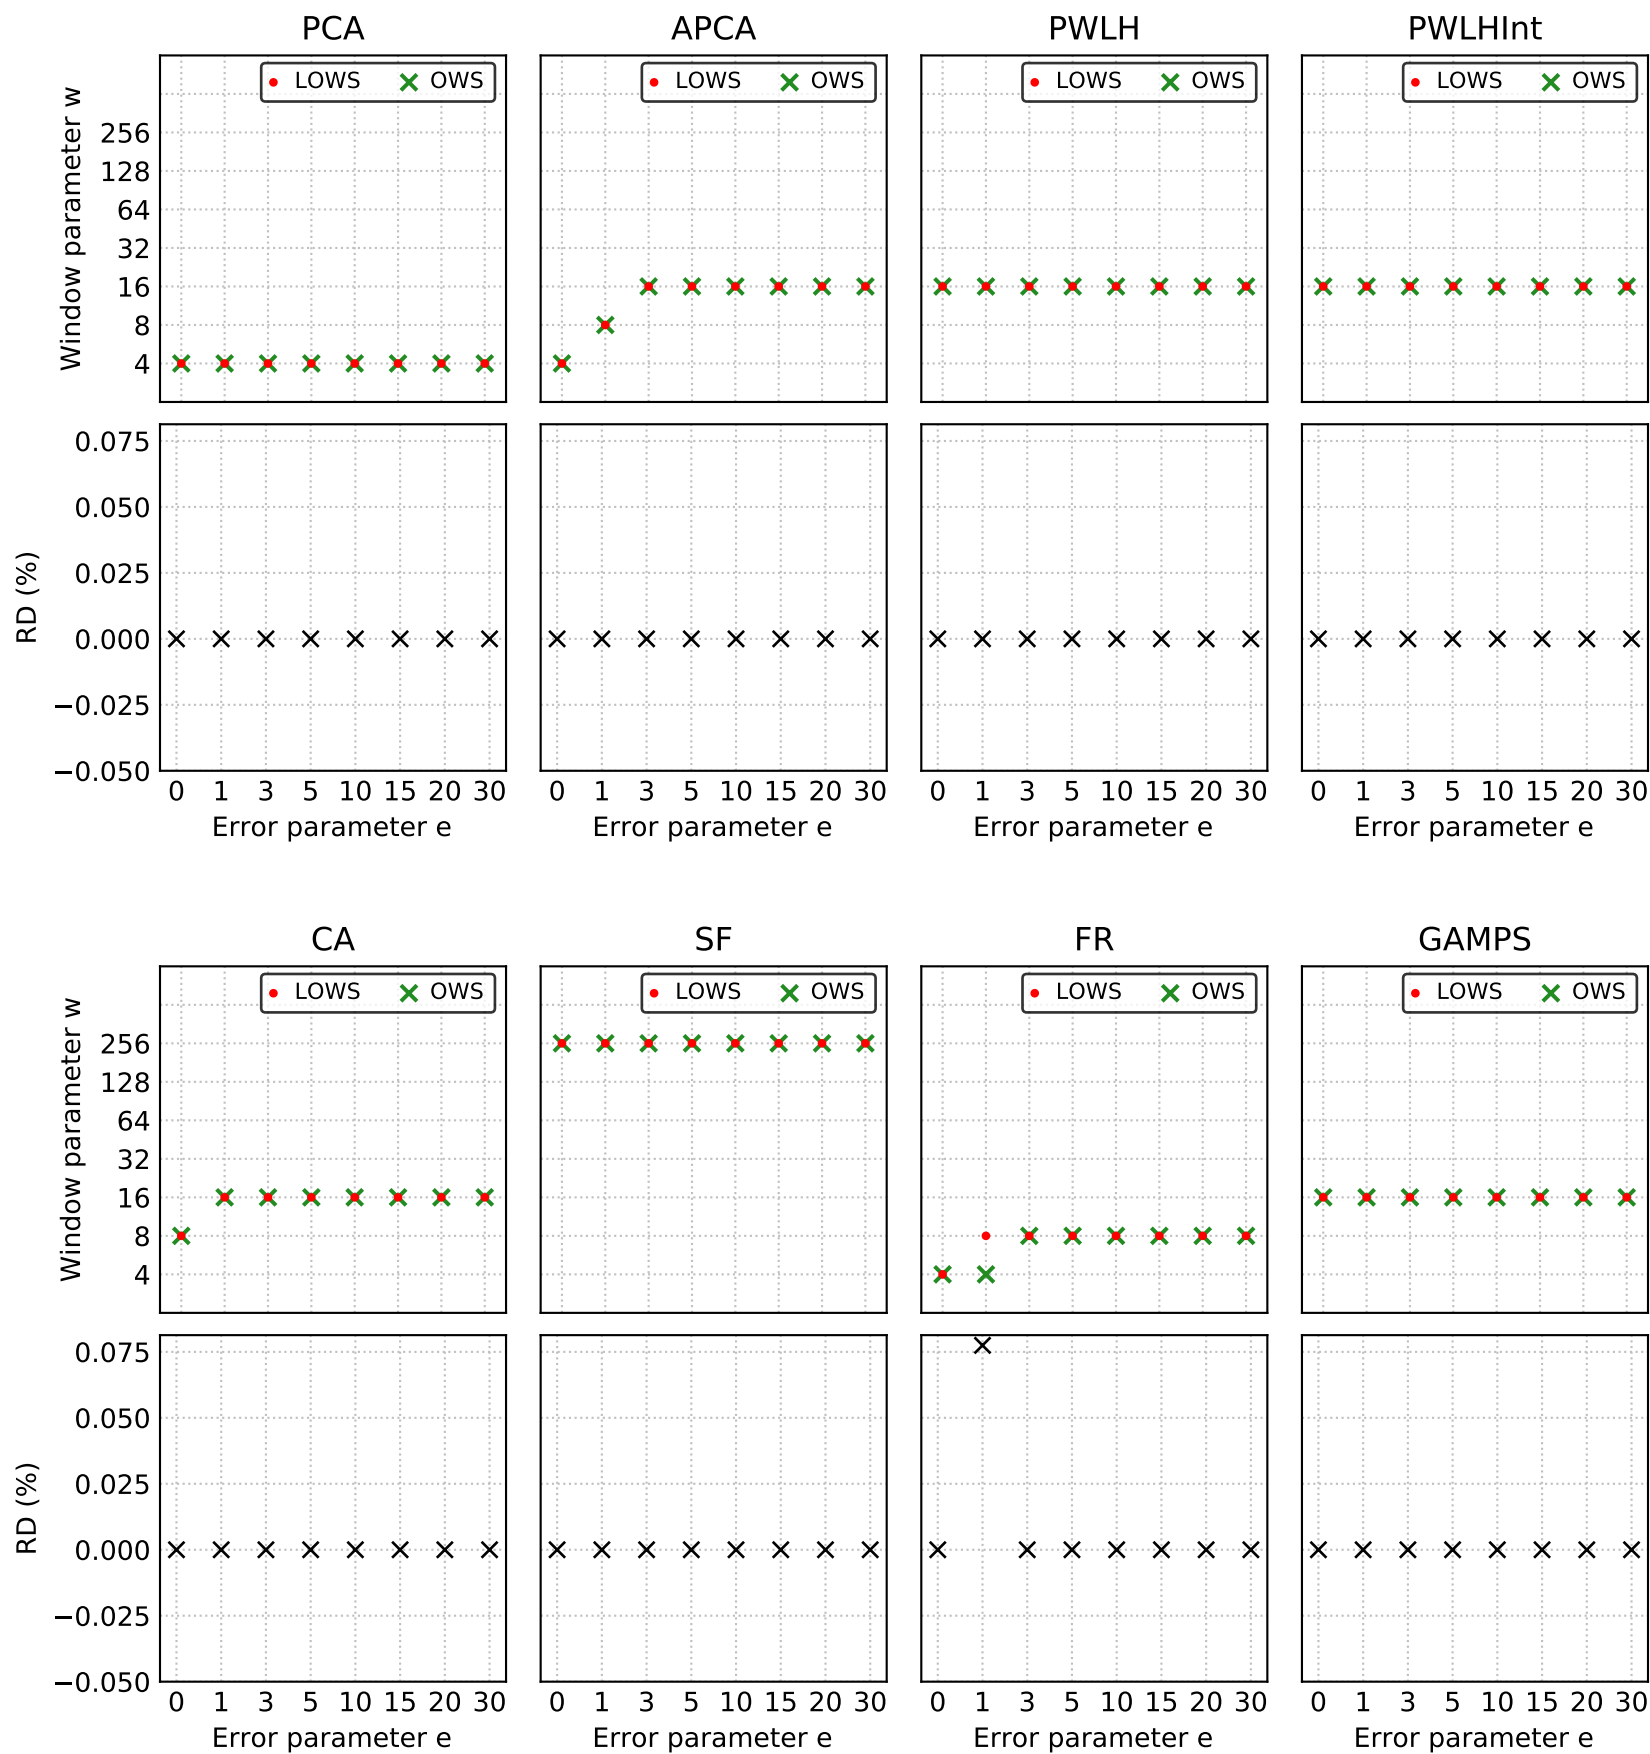 PCA APCA PWLH PWLHInt
LOWS OWS LOWS OWS LOWS OWS LOWS OWS
Window parameter w
256
128
64
32
16
8
4
RD (%)
0.075
0.050
0.025
0.000
−0.025
−0.050
0 1 3 5 10 15 20 30 0 1 3 5 10 15 20 30 0 1 3 5 10 15 20 30 0 1 3 5 10 15 20 30
Error parameter e Error parameter e Error parameter e Error parameter e
CA SF FR GAMPS
LOWS OWS LOWS OWS LOWS OWS LOWS OWS
Window parameter w
256
128
64
32
16
8
4
RD (%)
0.075
0.050
0.025
0.000
−0.025
−0.050
0 1 3 5 10 15 20 30 0 1 3 5 10 15 20 30 0 1 3 5 10 15 20 30 0 1 3 5 10 15 20 30
Error parameter e Error parameter e Error parameter e Error parameter e